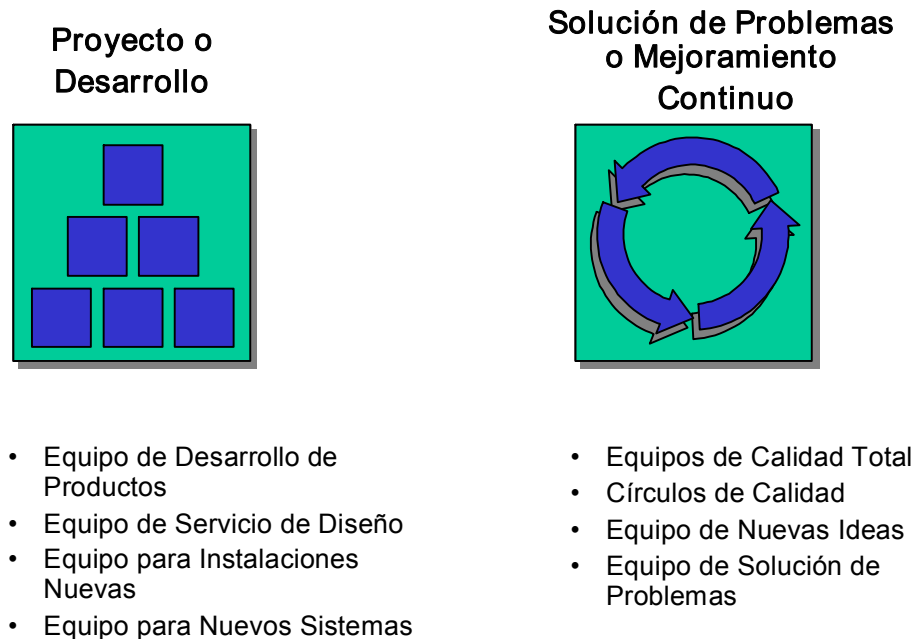 Proyecto o
Desarrollo
Solución de Problemas
o Mejoramiento
Continuo
• Equipo de Desarrollo de
Productos
• Equipo de Servicio de Diseño
• Equipo para Instalaciones
Nuevas
• Equipo para Nuevos Sistemas
• Equipos de Calidad Total
• Círculos de Calidad
• Equipo de Nuevas Ideas
• Equipo de Solución de
Problemas